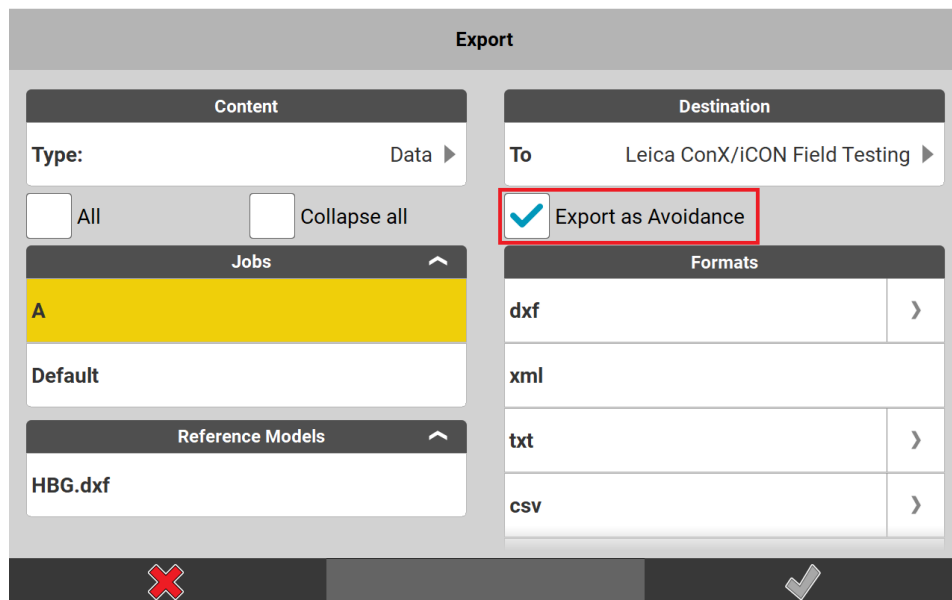 Export
Content
Type: Data
All Collapse all
Jobs
A
Default
Reference Models
HBG.dxf
Destination
To Leica ConX/iCON Field Testing
Export as Avoidance
Formats
dxf
xml
txt
csv